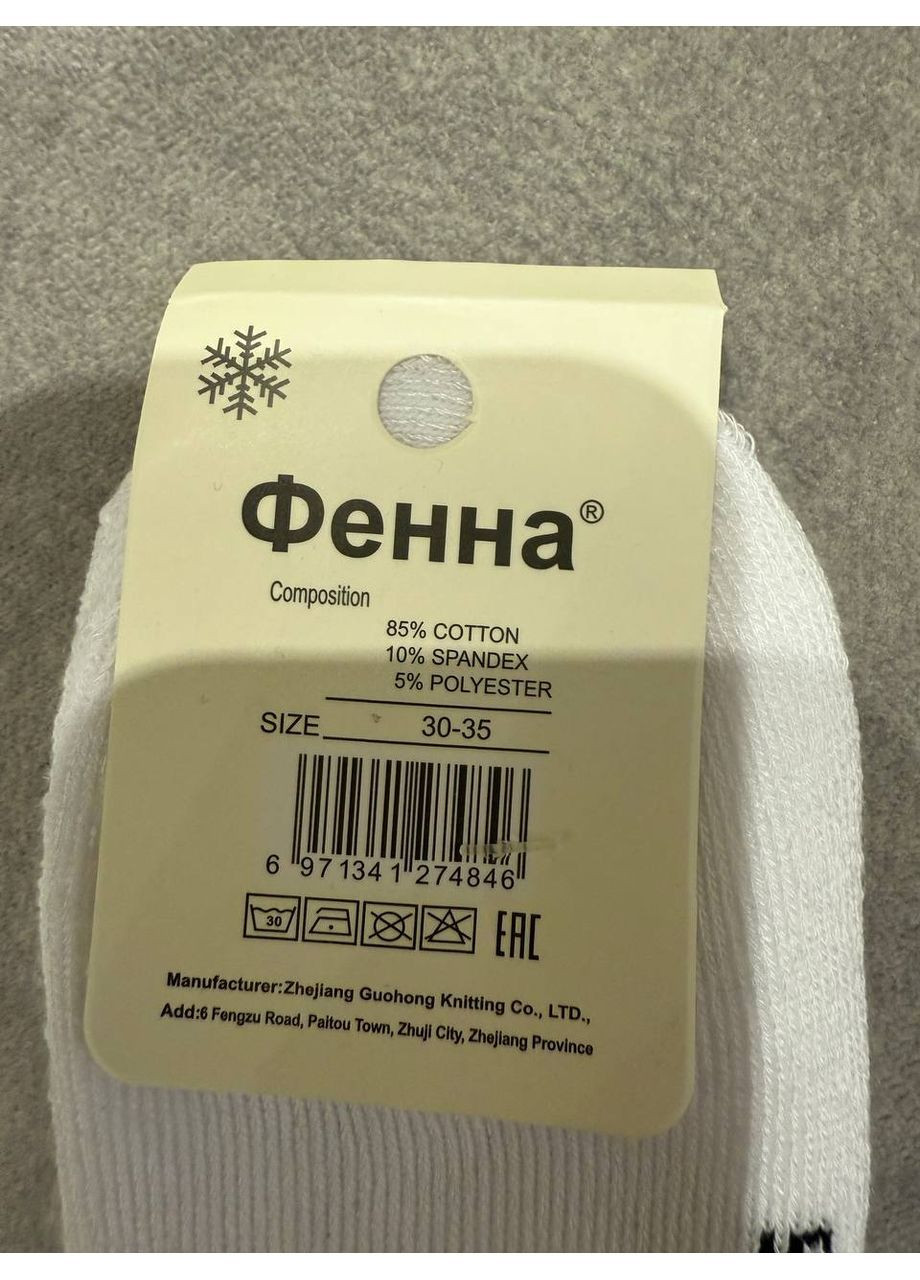 Фенна®
Composition
85% COTTON
10% SPANDEX
5% POLYESTER
SIZE 30-35
6 971341 274846
30
EAC
Manufacturer:Zhejiang Guohong Knitting Co., LTD.,
Add:6 Fengzu Road, Paitou Town, Zhuji City, Zhejiang Province